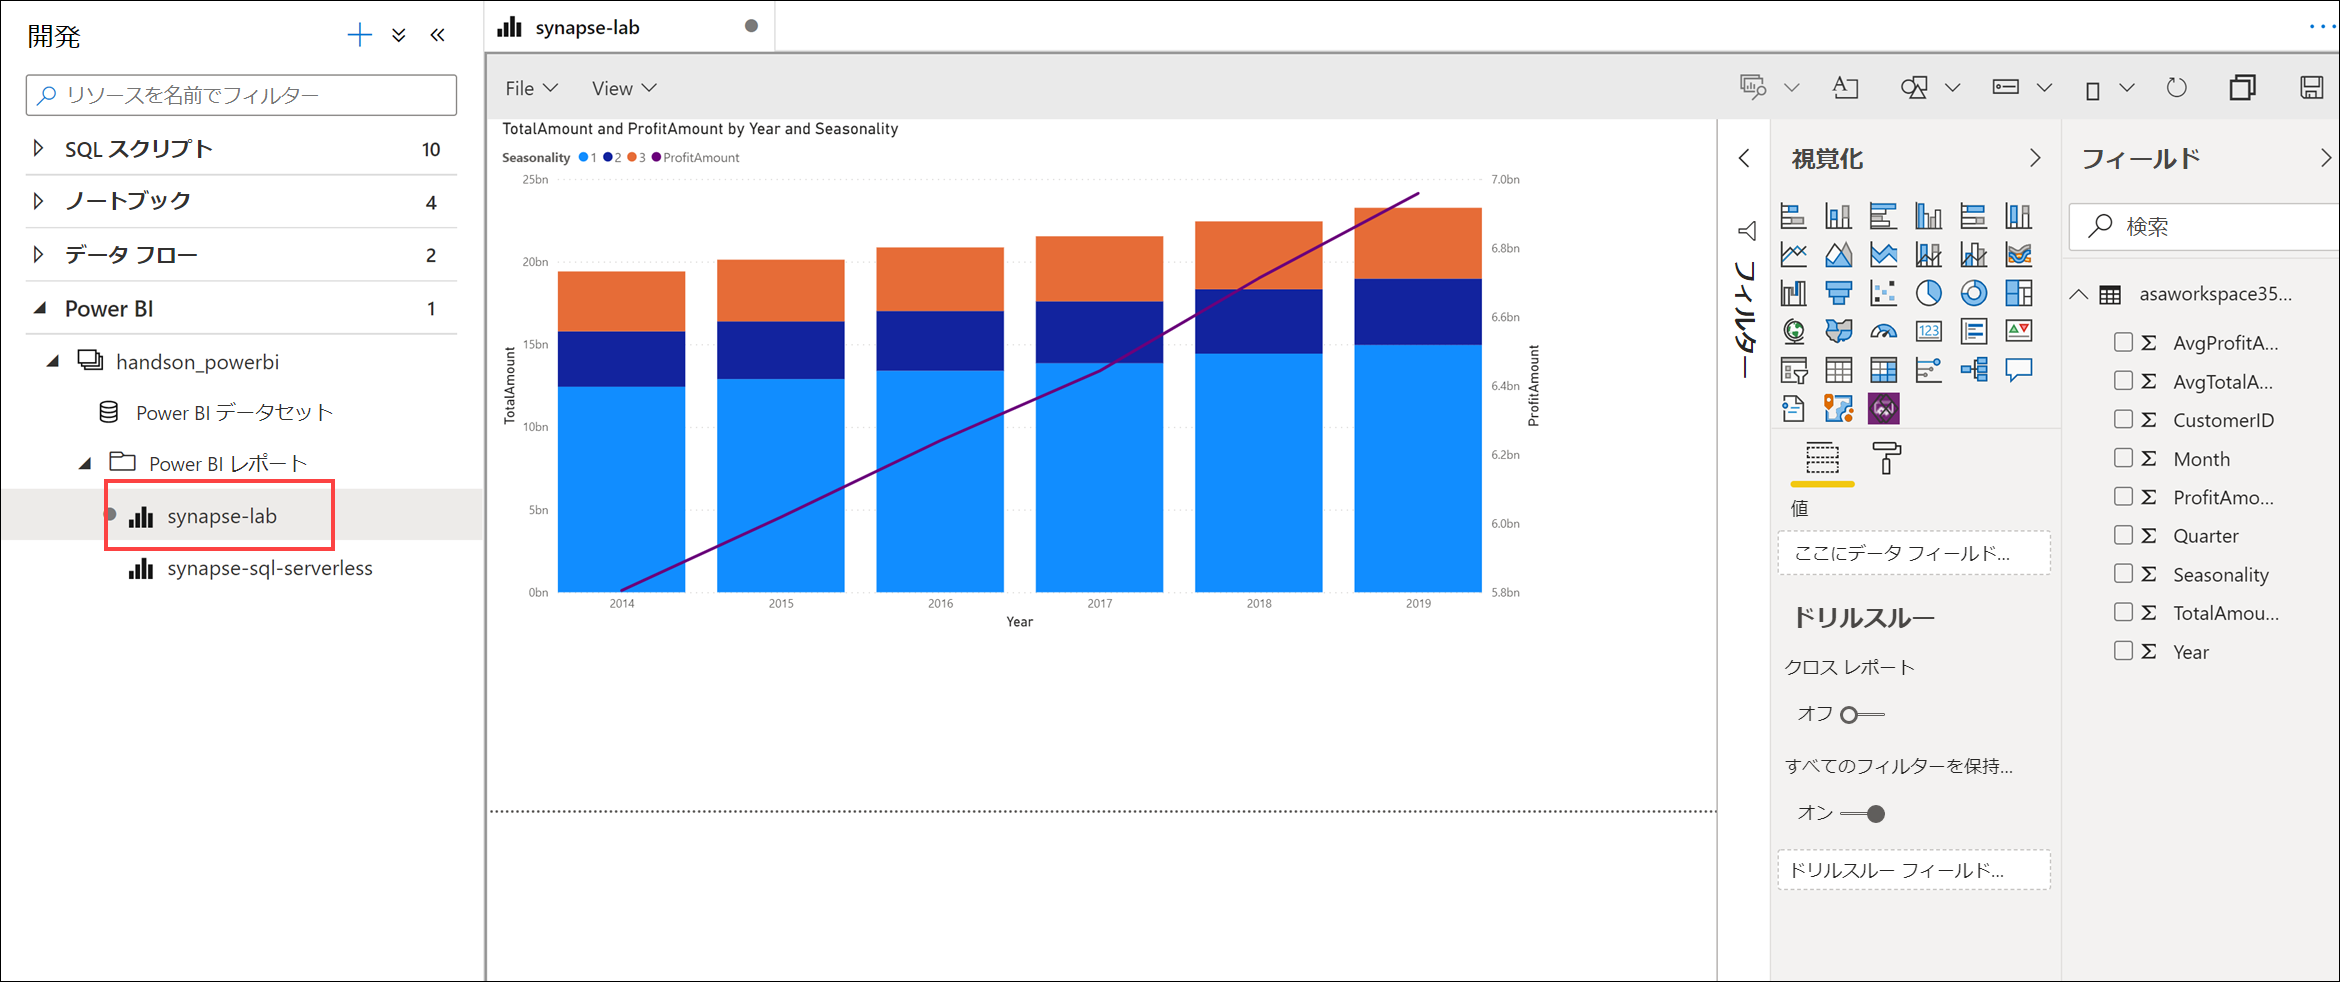 開発
リソースを名前でフィルター
SQL スクリプト 10
ノートブック 4
データ フロー 2
Power BI 1
handson_powerbi
Power BI データセット
Power BI レポート
synapse-lab
synapse-sql-serverless
synapse-lab
File View
TotalAmount and ProfitAmount by Year and Seasonality
Seasonality 1 2 3 ProfitAmount
25bn
20bn
15bn
10bn
5bn
0bn
TotalAmount
7.0bn
6.8bn
6.6bn
6.4bn
6.2bn
6.0bn
5.8bn
ProfitAmount
2014 2015 2016 2017 2018 2019
Year
フィルター
視覚化
123
値
ここにデータ フィールド...
ドリルスルー
クロス レポート
オフ
すべてのフィルターを保持...
オン
ドリルスルー フィールド...
フィールド
検索
asaworkspace35...
Σ AvgProfitA...
Σ AvgTotalA...
Σ CustomerID
Σ Month
Σ ProfitAmo...
Σ Quarter
Σ Seasonality
Σ TotalAmou...
Σ Year